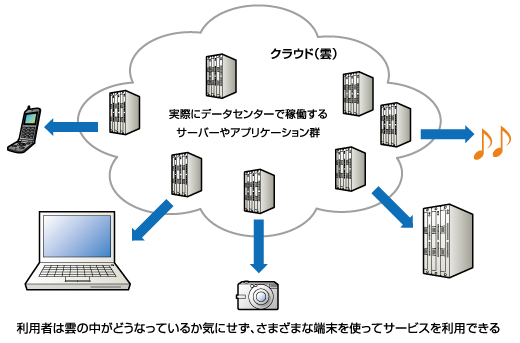 クラウド（雲）
実際にデータセンターで稼働する
サーバーやアプリケーション群
利用者は雲の中がどうなっているか気にせず、さまざまな端末を使ってサービスを利用できる